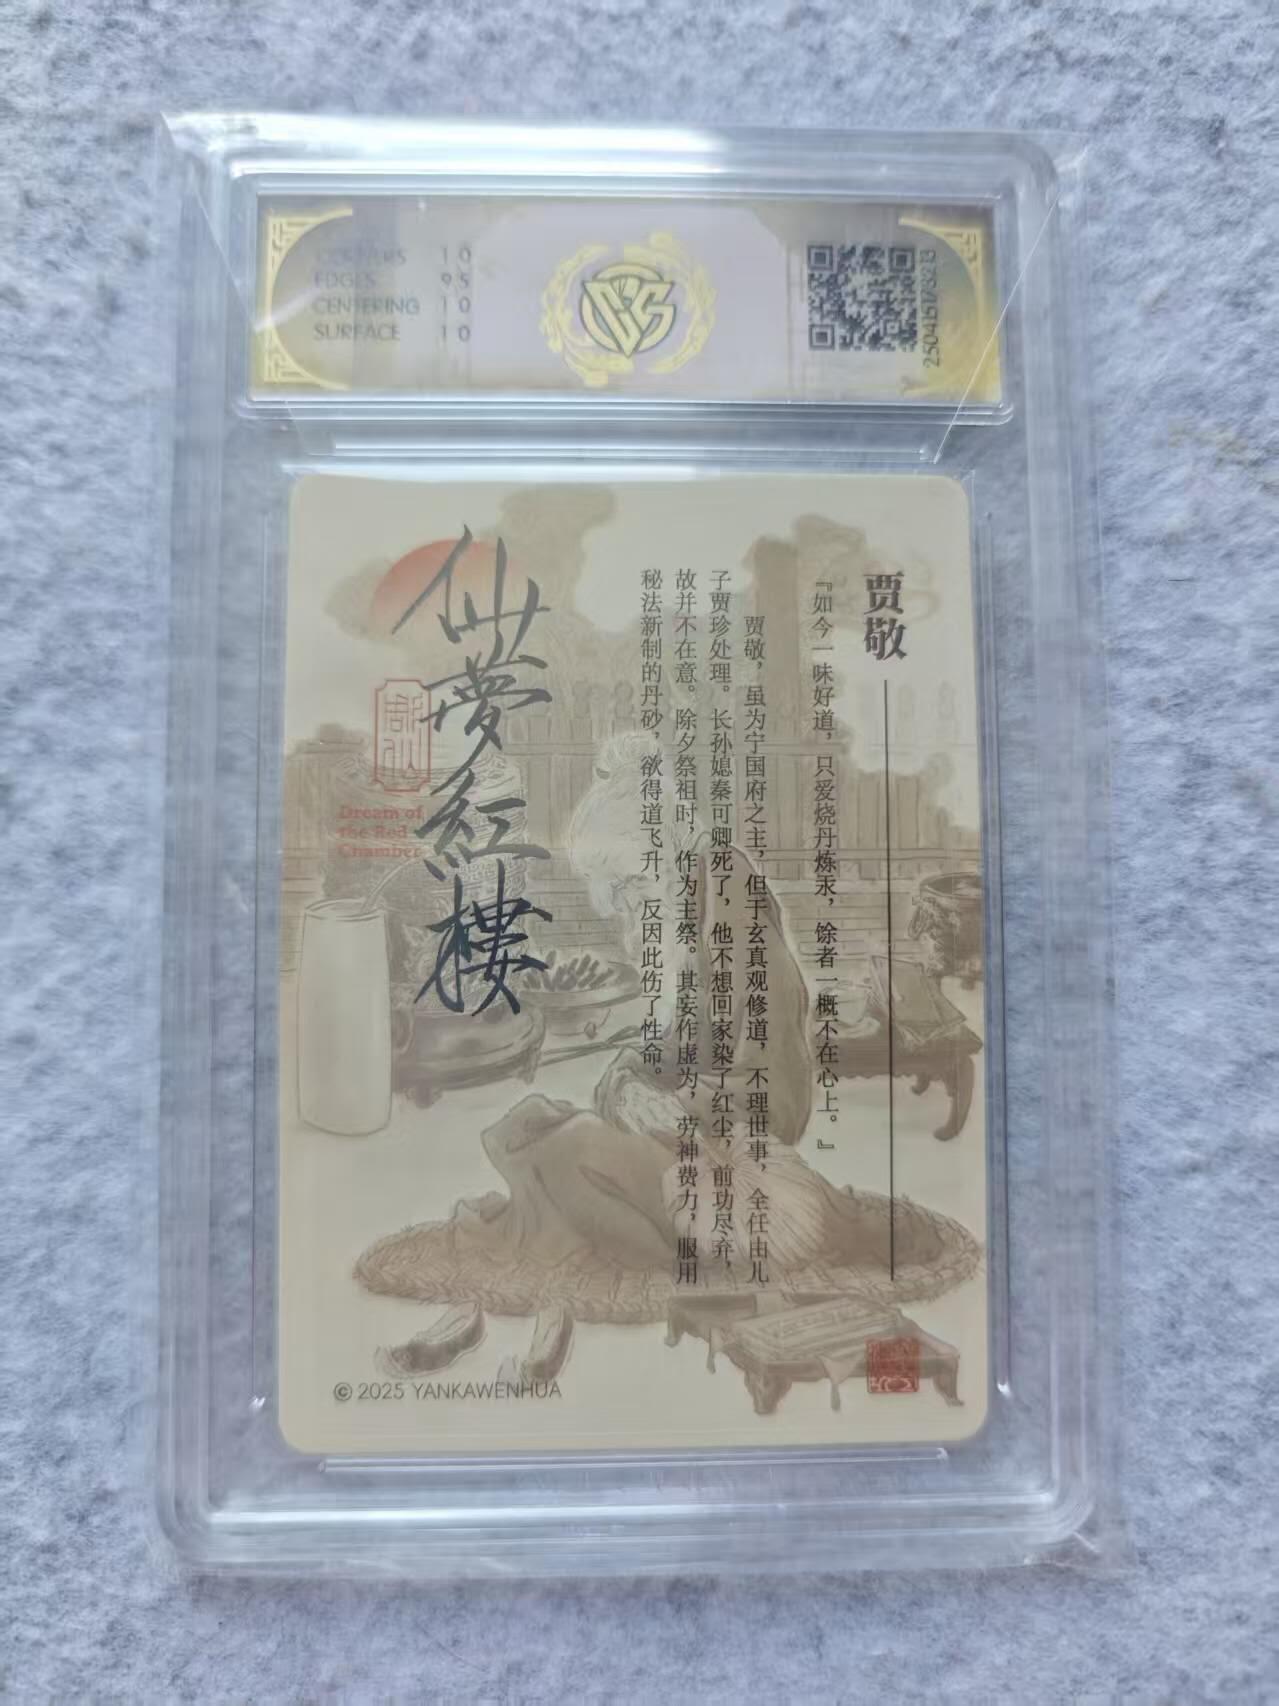 CORNERS 10
EDGES 9.5
CENTERING 10
SURFACE 10
CCS
贾敬
『如今一味好道，只爱烧丹炼汞，馀者一概不在心上。』
贾敬，虽为宁国府之主，但于玄真观修道，不理世事，全任由儿
子贾珍处理。长孙媳秦可卿死了，他不想回家染了红尘，前功尽弃，
故并不在意。除夕祭祖时，作为主祭。其妄作虚为，劳神费力，服用
秘法新制的丹砂，欲得道飞升，反因此伤了性命。
仙夢紅樓
Dream of
the Red
Chamber
© 2025 YANKAWENHUA